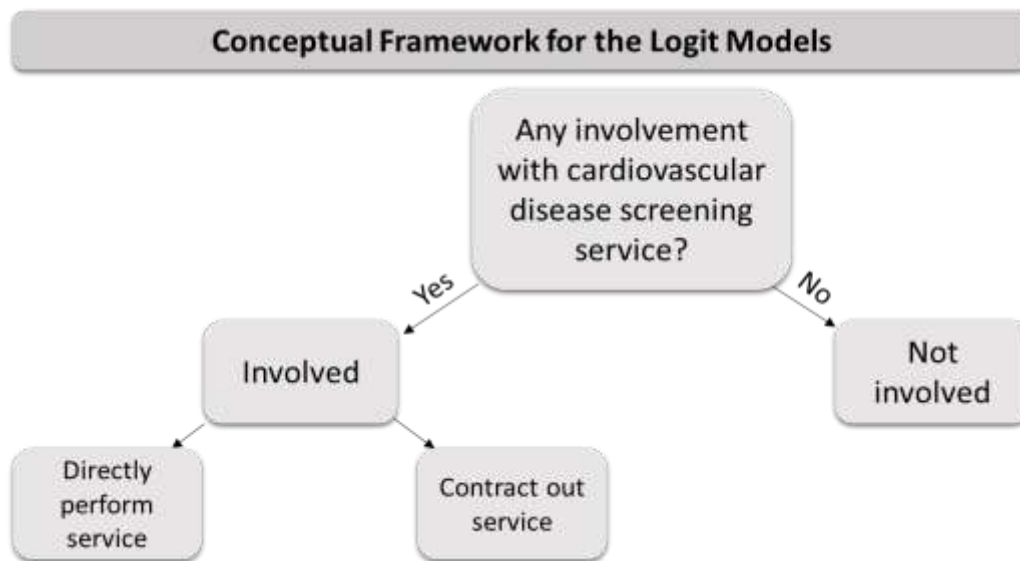 Conceptual Framework for the Logit Models
Any involvement
with cardiovascular
disease screening
service?
Yes
No
Involved
Not
involved
Directly
perform
service
Contract out
service